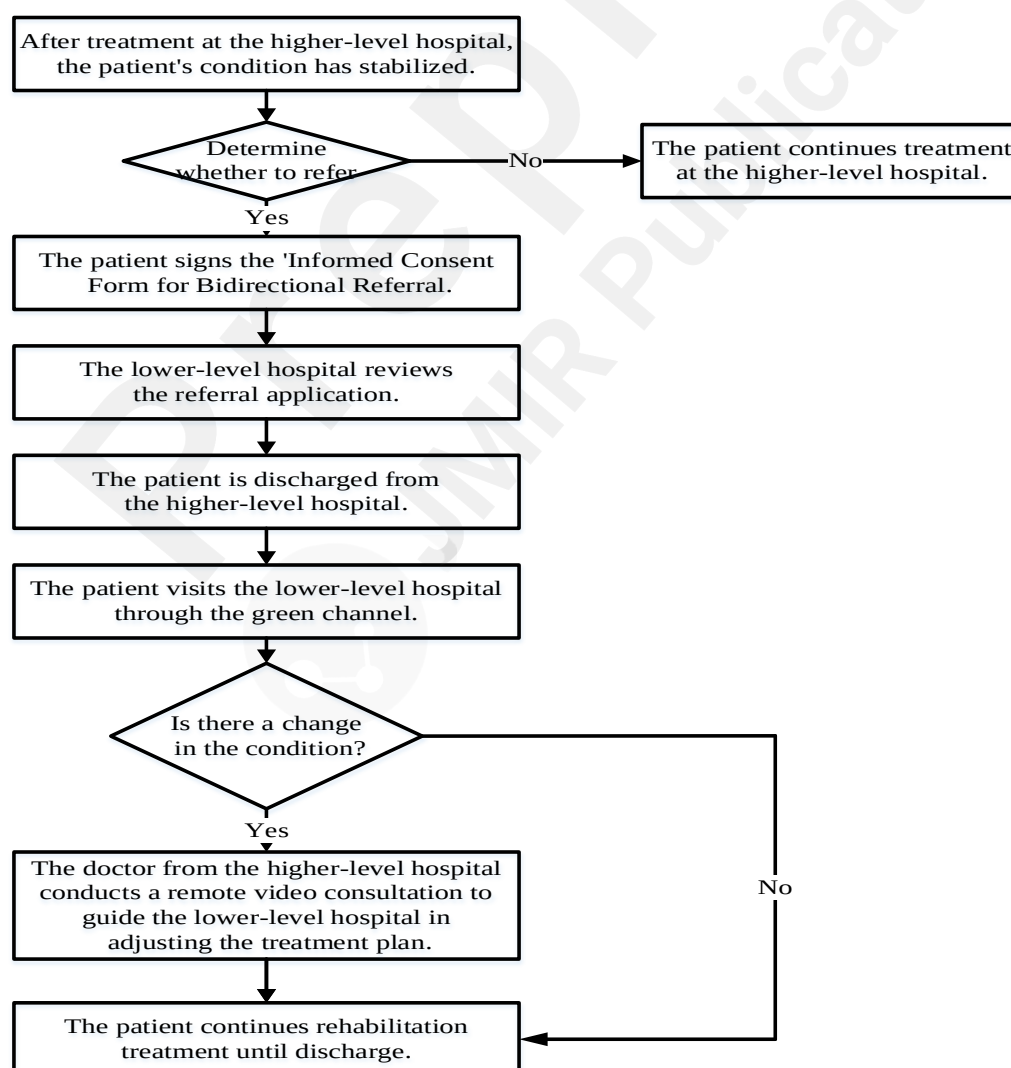 After treatment at the higher-level hospital,
the patient's condition has stabilized.
Determine
whether to refer
No
The patient continues treatment
at the higher-level hospital.
Yes
The patient signs the 'Informed Consent
Form for Bidirectional Referral.
The lower-level hospital reviews
the referral application.
The patient is discharged from
the higher-level hospital.
The patient visits the lower-level hospital
through the green channel.
Is there a change
in the condition?
Yes
No
The doctor from the higher-level hospital
conducts a remote video consultation to
guide the lower-level hospital in
adjusting the treatment plan.
The patient continues rehabilitation
treatment until discharge.
JMIR